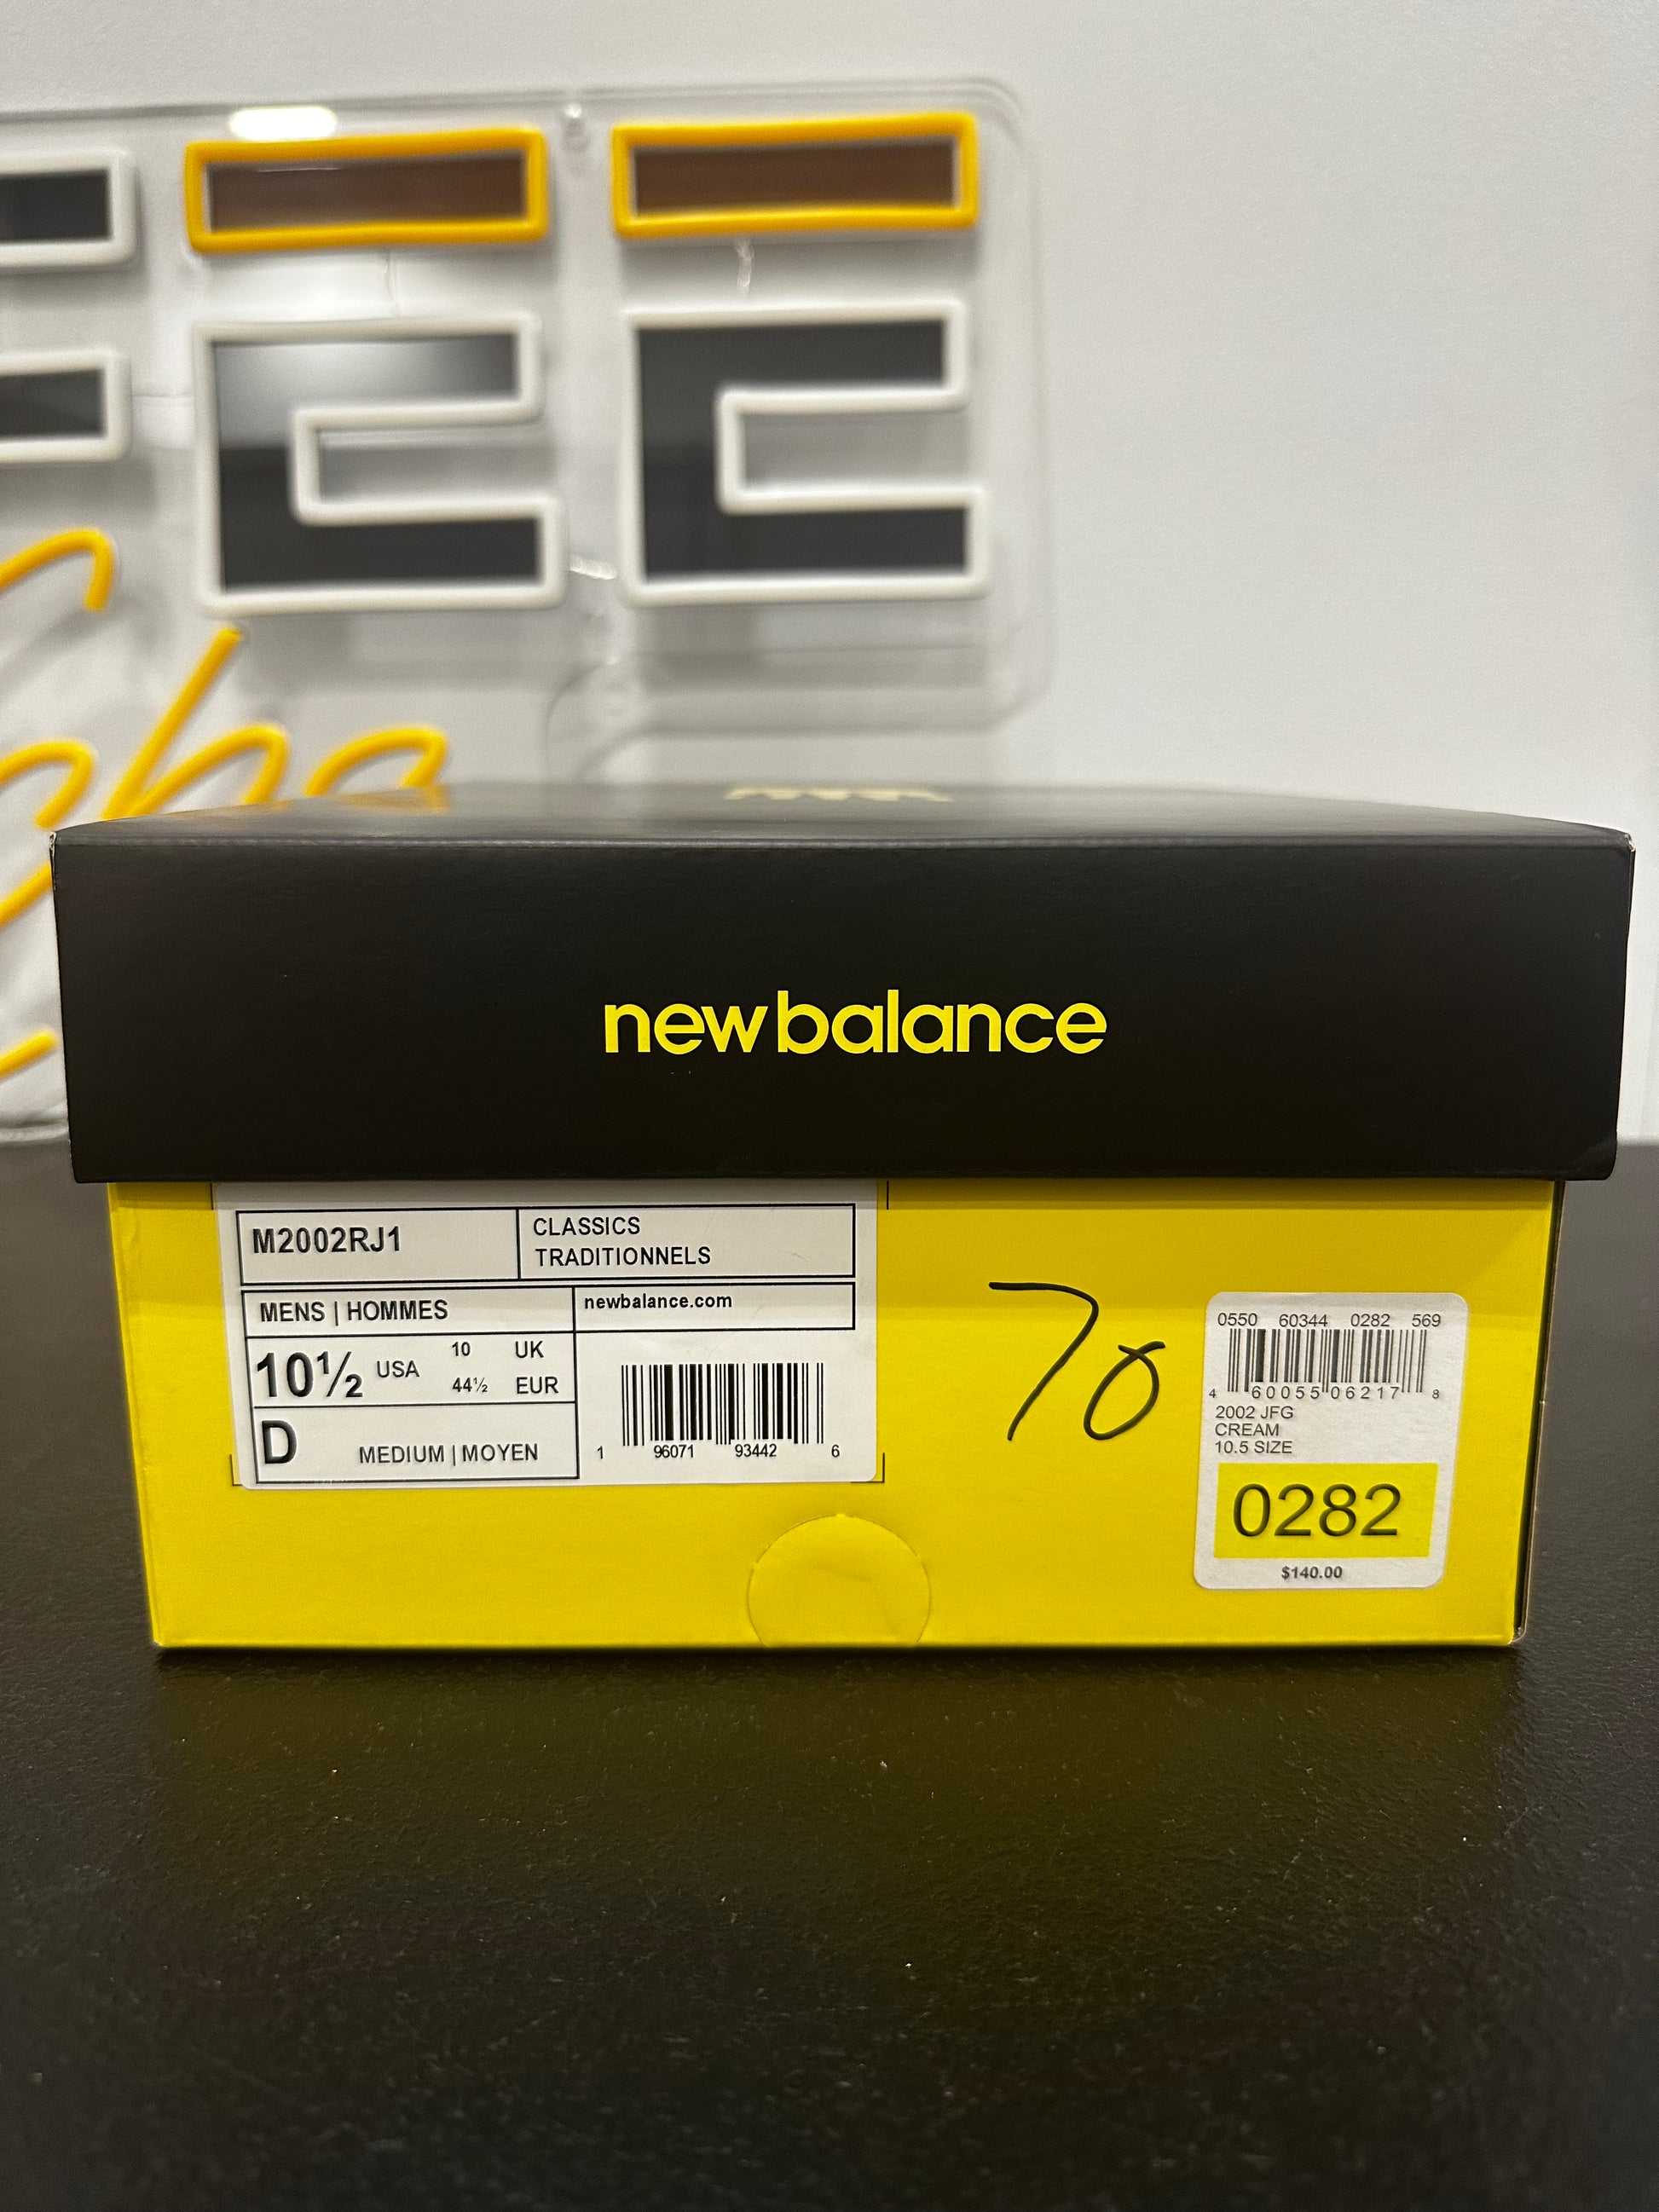 newbalance
M2002RJ1
CLASSICS
TRADITIONNELS
MENS | HOMMES
newbalance.com
10½ USA
10 UK
44½ EUR
D
MEDIUM | MOYEN
1 96071 93442 6
70
0550 60344 0282 569
4 60055 06217 8
2002 JFG
CREAM
10.5 SIZE
0282
$140.00